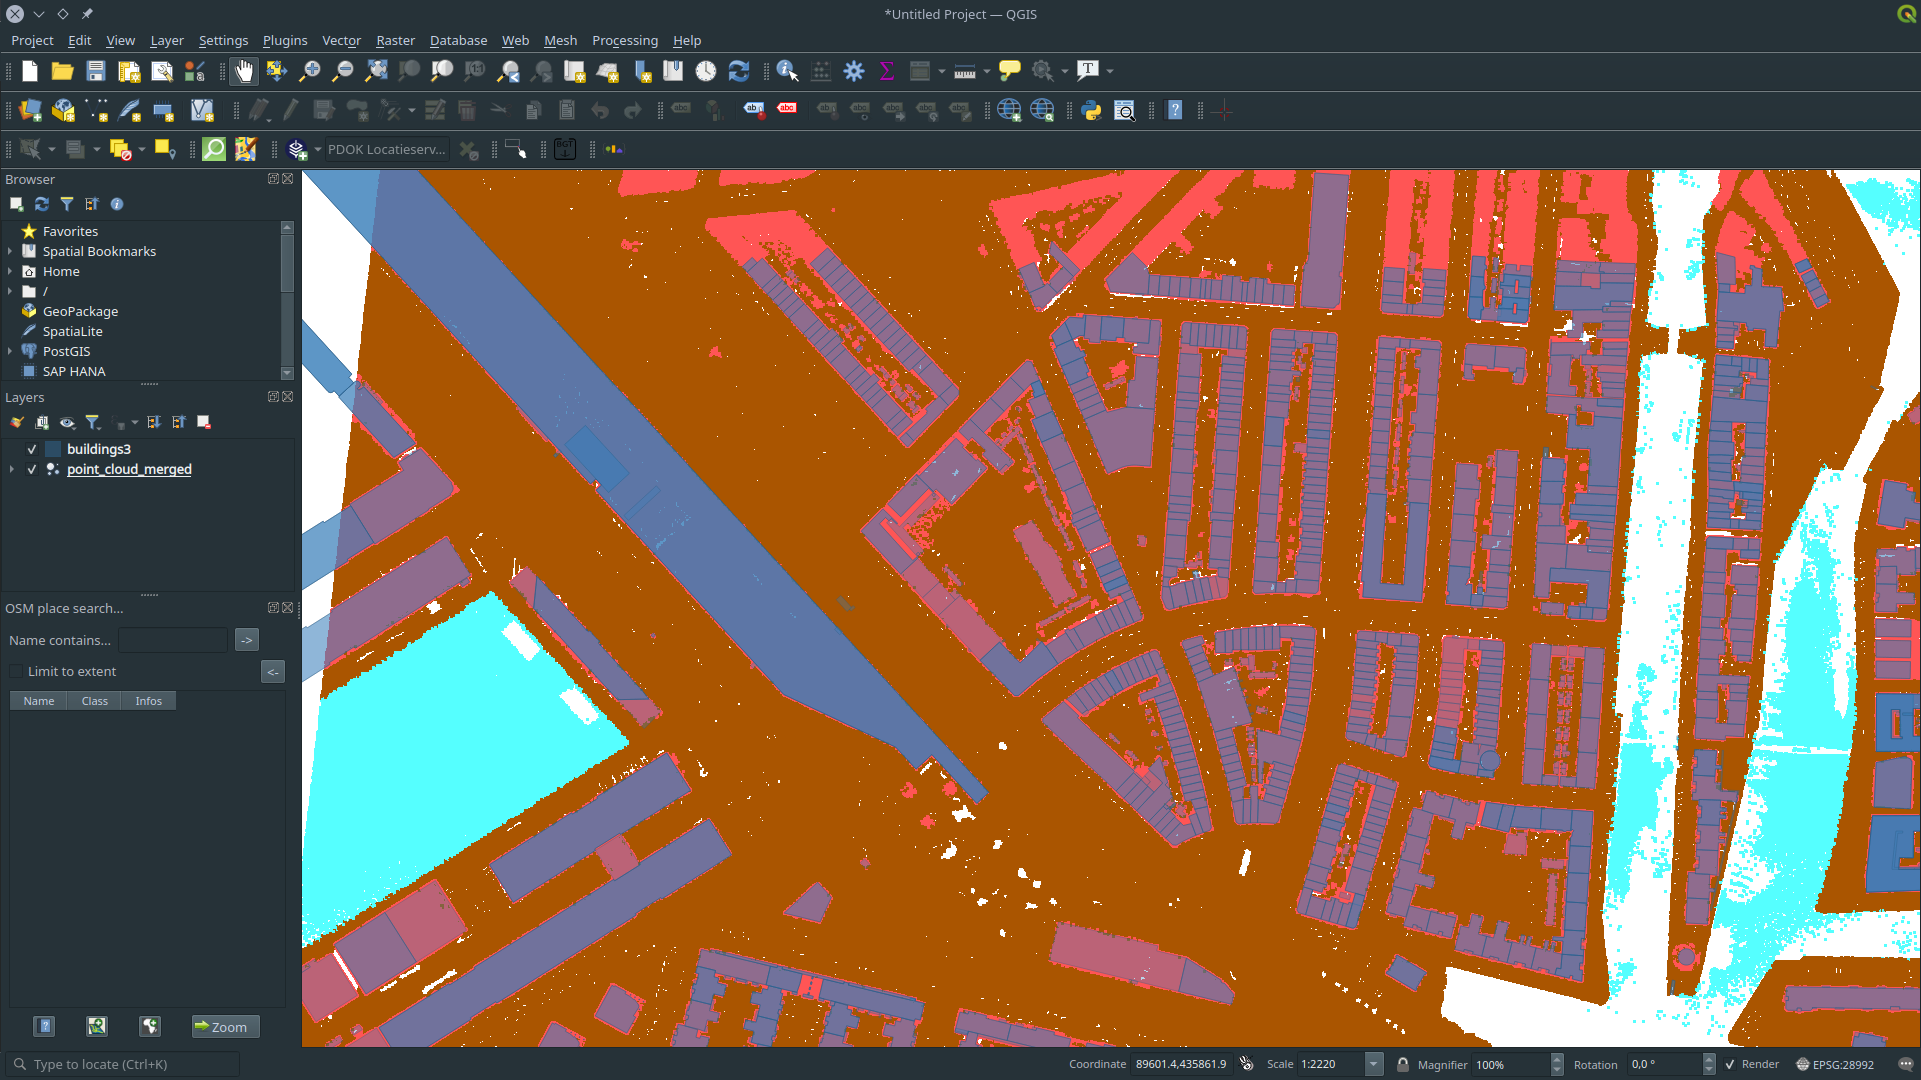 *Untitled Project — QGIS
Project Edit View Layer Settings Plugins Vector Raster Database Web Mesh Processing Help
T
abc abc
PDOK Locatieserv...
BGT
Browser
Favorites
Spatial Bookmarks
Home
/
GeoPackage
SpatiaLite
PostGIS
SAP HANA
Layers
buildings3
point_cloud_merged
OSM place search...
Name contains...
->
Limit to extent
<-
Name Class Infos
Zoom
Type to locate (Ctrl+K)
Coordinate 89601.4,435861.9 Scale 1:2220 Magnifier 100% Rotation 0,0 ° Render EPSG:28992